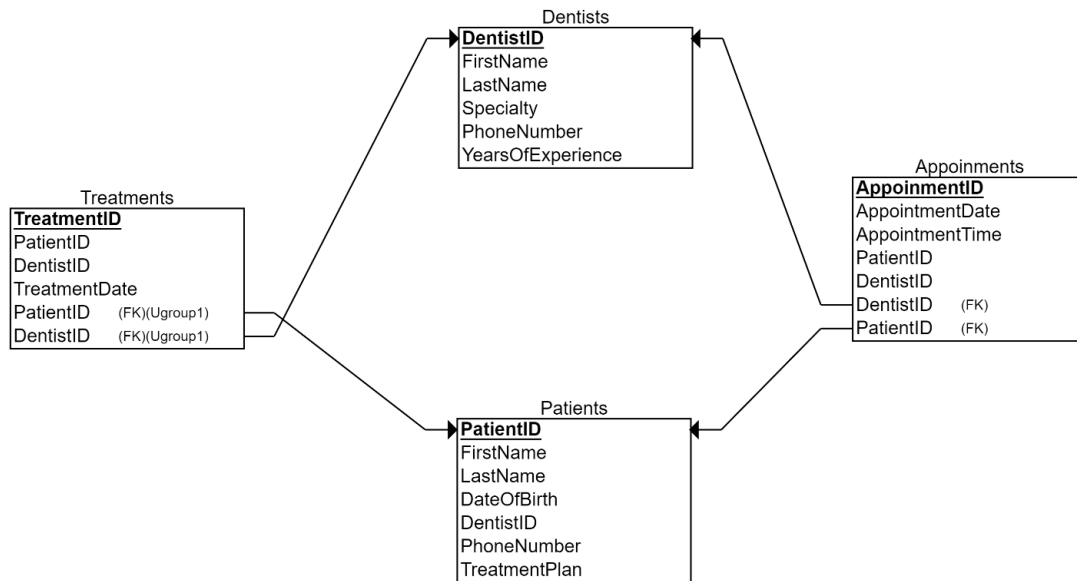 Dentists
DentistID
FirstName
LastName
Specialty
PhoneNumber
YearsOfExperience
Treatments
TreatmentID
PatientID
DentistID
TreatmentDate
PatientID (FK)(Ugroup1)
DentistID (FK)(Ugroup1)
Appoinments
AppoinmentID
AppointmentDate
AppointmentTime
PatientID
DentistID
DentistID (FK)
PatientID (FK)
Patients
PatientID
FirstName
LastName
DateOfBirth
DentistID
PhoneNumber
TreatmentPlan